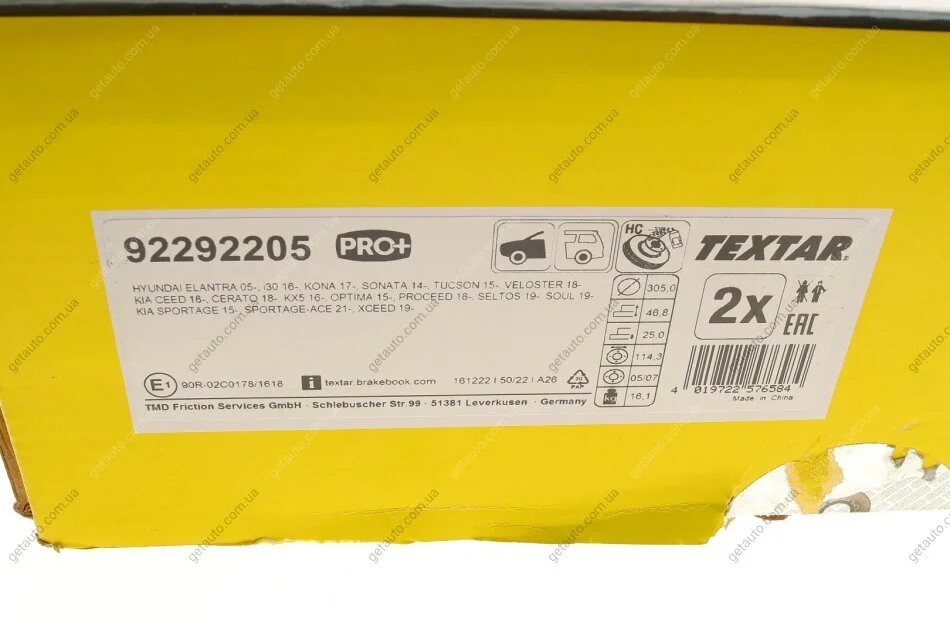 92292205 PRO+
HC
TEXTAR
HYUNDAI ELANTRA 05-, i30 16-, KONA 17-, SONATA 14-, TUCSON 15-, VELOSTER 18-
KIA CEED 18-, CERATO 18-, KX5 16-, OPTIMA 15-, PROCEED 18-, SELTOS 19-, SOUL 19-
KIA SPORTAGE 15-, SPORTAGE-ACE 21-, XCEED 19-
305,0
46,8
25,0
114,3
05/07
kg 16,1
2x
EAC
E1 90R-02C0178/1618
i textar.brakebook.com
161222 | 50/22 | A26
20
PAP
4 019722 576584
Made in China
TMD Friction Services GmbH · Schlebuscher Str.99 · 51381 Leverkusen · Germany
getauto.com.ua